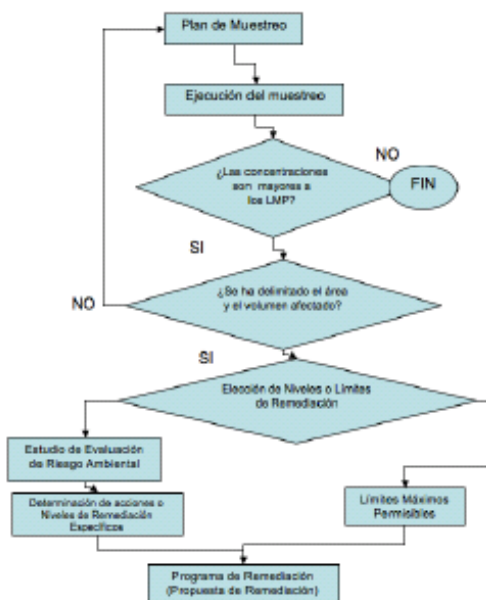 Plan de Muestreo
Ejecución del muestreo
¿Las concentraciones
son mayores a
los LMP?
NO
FIN
SI
¿Se ha delimitado el área
y el volumen afectado?
NO
SI
Elección de Niveles o Límites
de Remediación
Estudio de Evaluación
de Riesgo Ambiental
Determinación de acciones o
Niveles de Remediación
Específicos
Límites Máximos
Permisibles
Programa de Remediación
(Propuesta de Remediación)